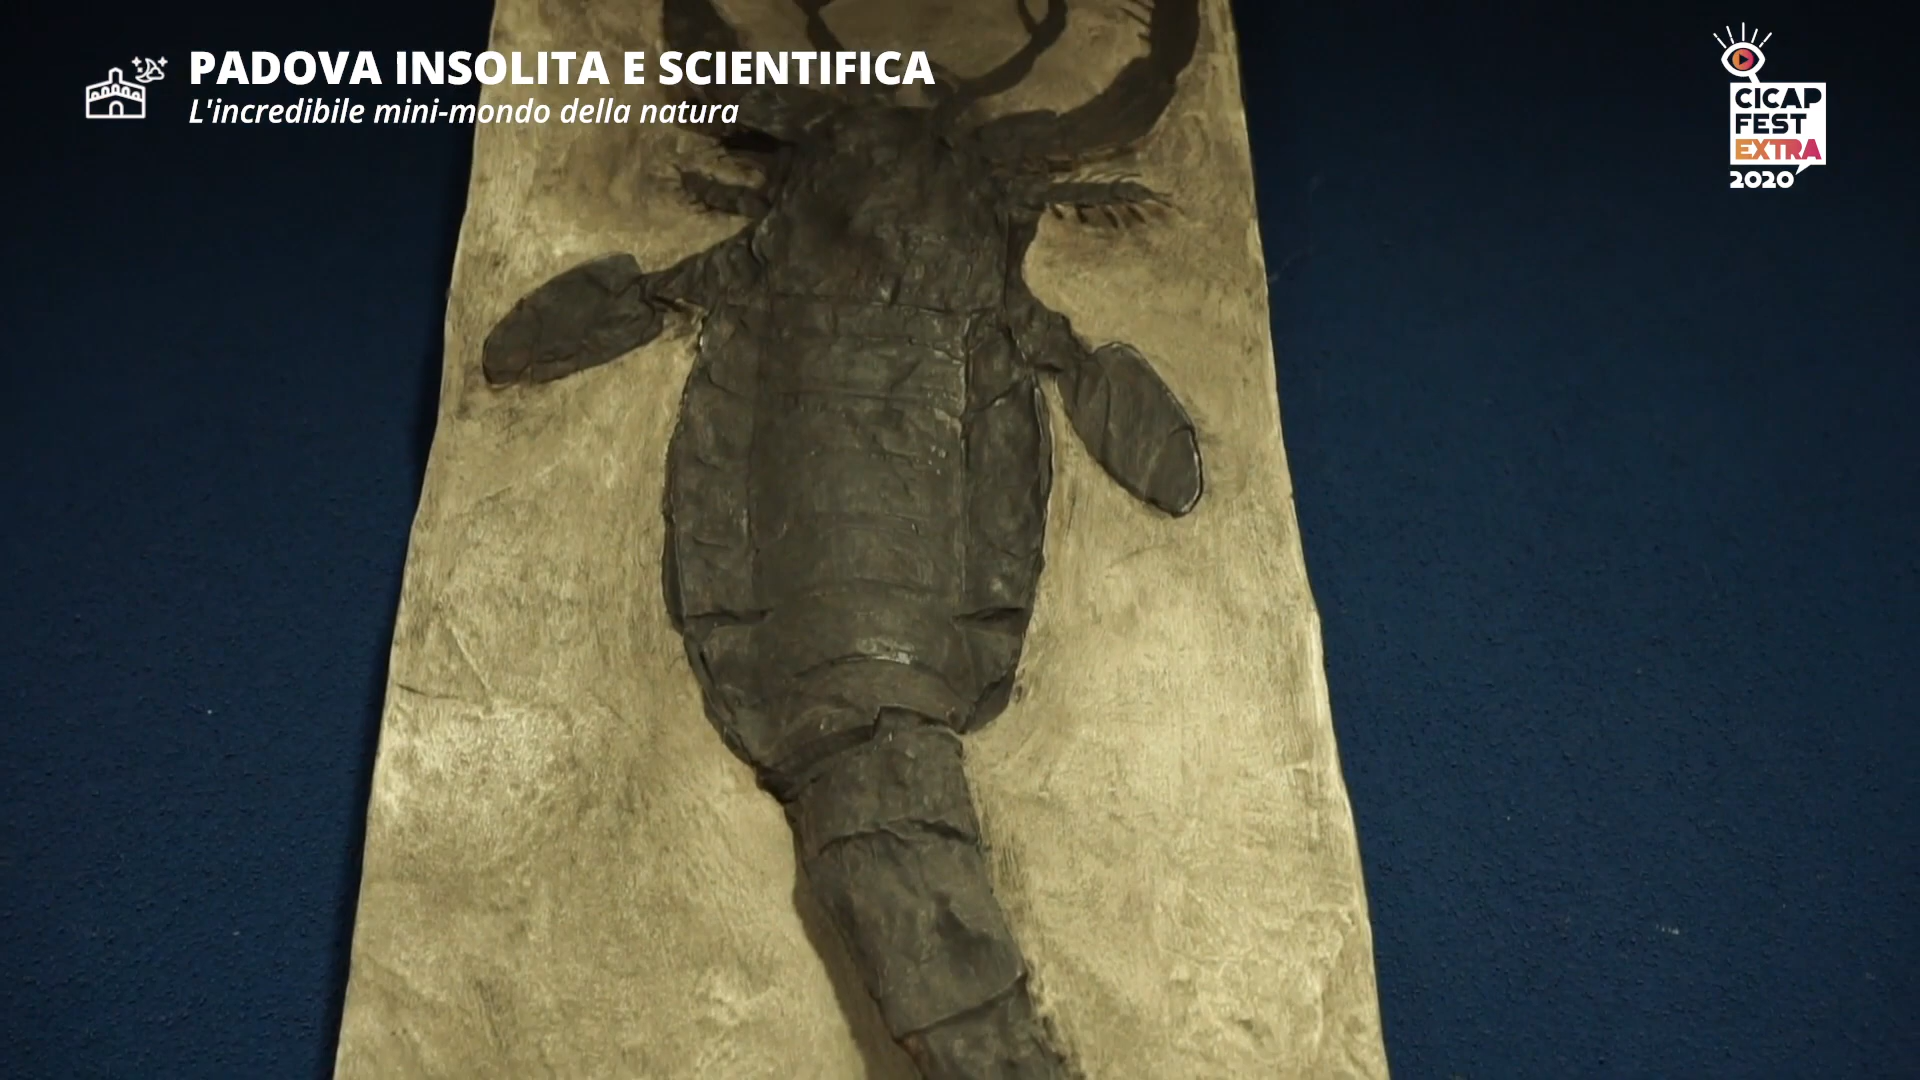 PADOVA INSOLITA E SCIENTIFICA
L'incredibile mini-mondo della natura
CICAP
FEST
EXTRA
2020